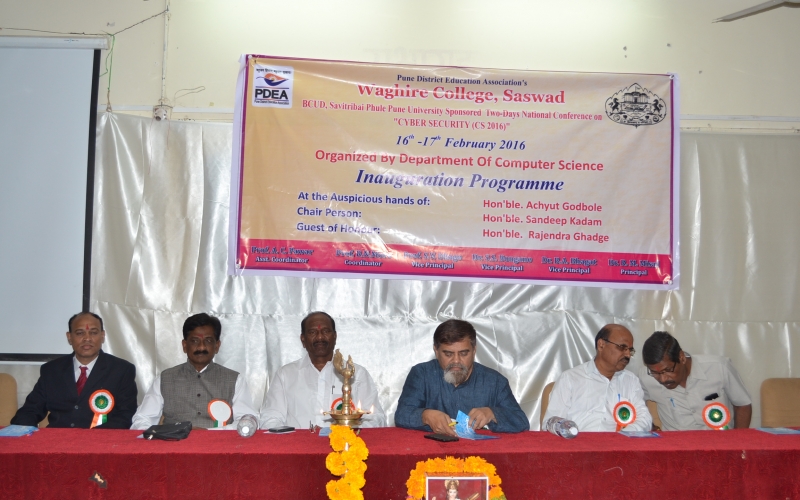 Pune District Education Association's
PDEA
Waghire College, Saswad
BCUD, Savitribai Phule Pune University Sponsored Two-Days National Conference on
"CYBER SECURITY (CS 2016)"
16th -17th February 2016
Organized By Department Of Computer Science
Inauguration Programme
At the Auspicious hands of: Hon'ble. Achyut Godbole
Chair Person: Hon'ble. Sandeep Kadam
Guest of Honour: Hon'ble. Rajendra Ghadge
Asst. Coordinator Coordinator Vice Principal Vice Principal Vice Principal Principal